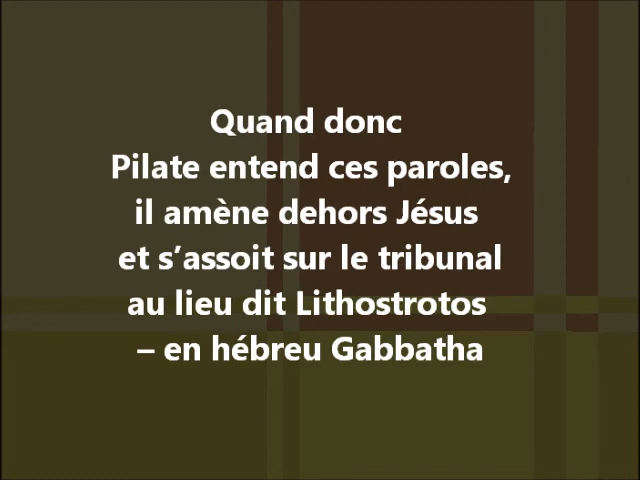 Quand donc
Pilate entend ces paroles,
il amène dehors Jésus
et s’assoit sur le tribunal
au lieu dit Lithostrotos
– en hébreu Gabbatha